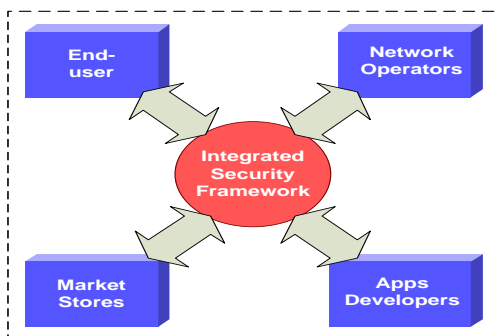 End-
user
Network
Operators
Integrated
Security
Framework
Market
Stores
Apps
Developers